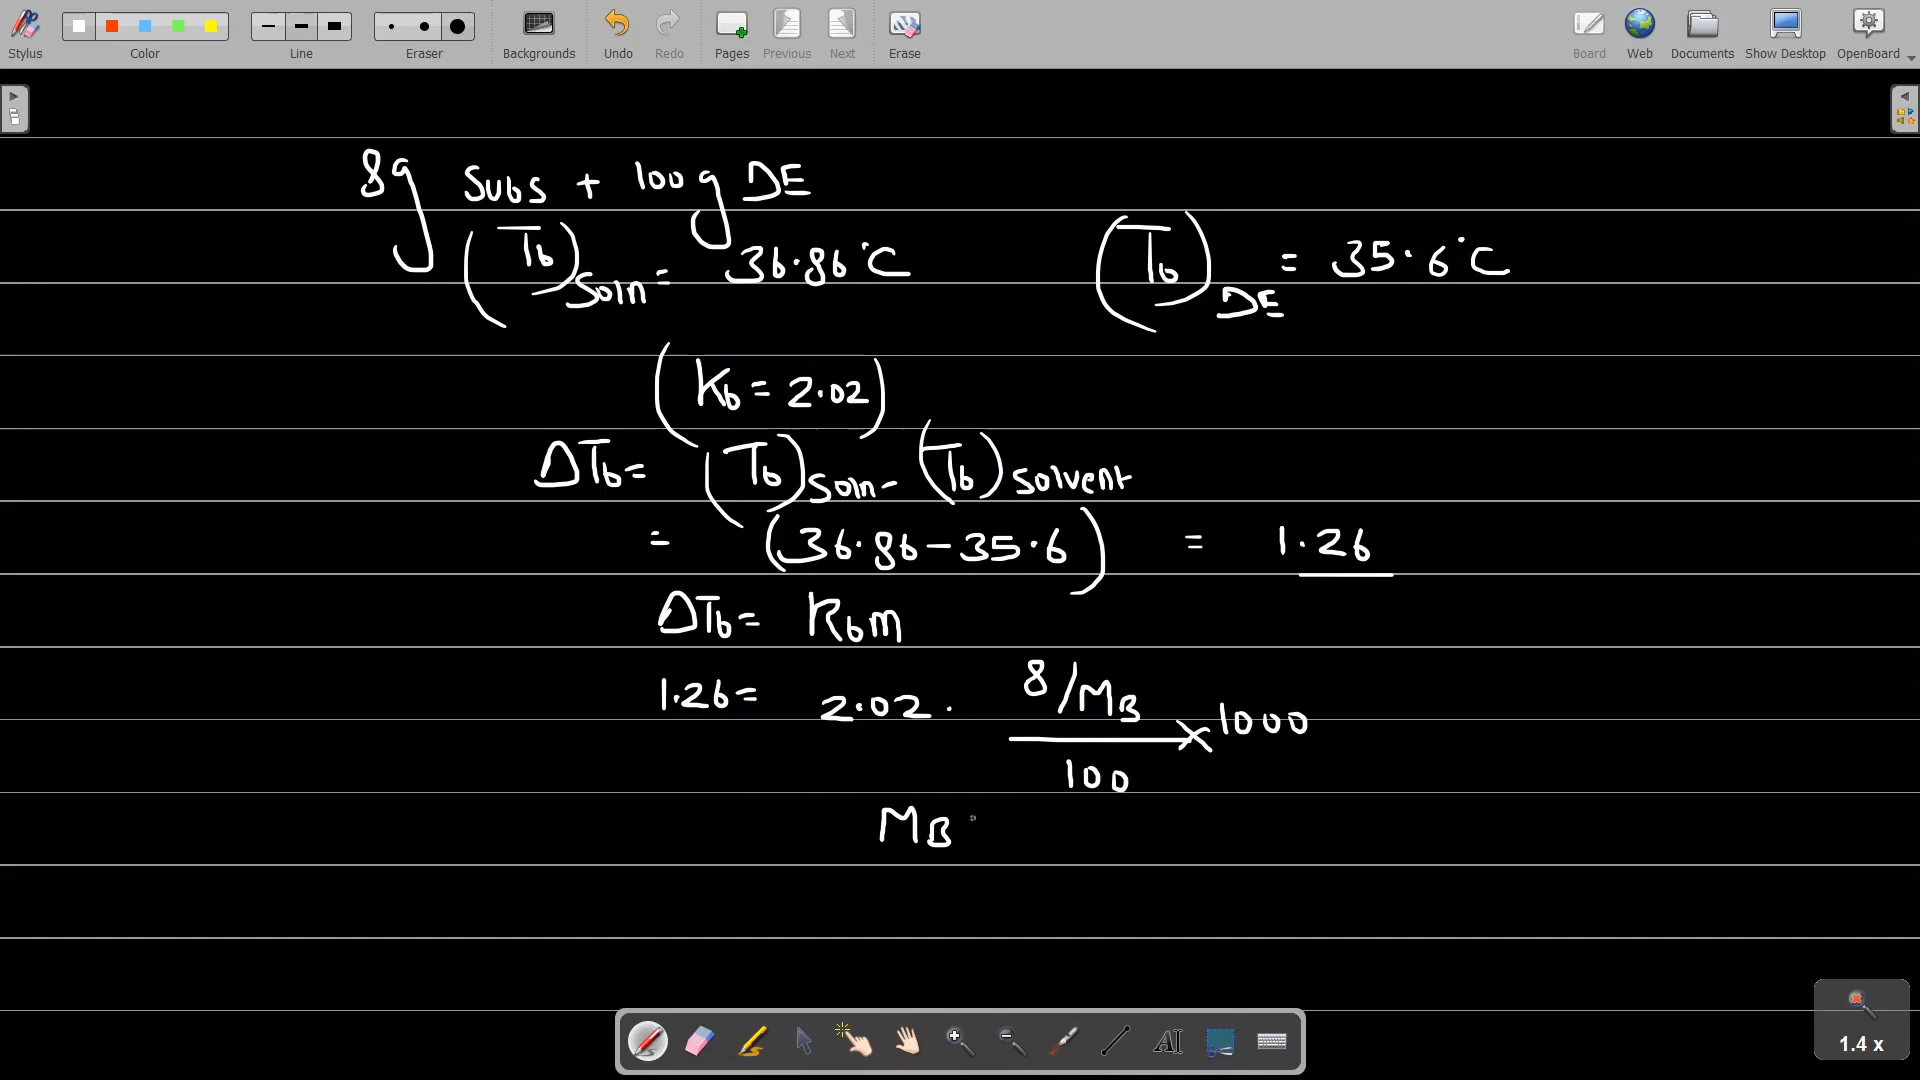 Stylus Color Line Eraser Backgrounds Undo Redo Pages Previous Next Erase Board Web Documents Show Desktop OpenBoard
8g Subs + 100 g DE
(Tb)Soln = 36.86°C (Tb)DE = 35.6°C
(Kb = 2.02)
ΔTb = (Tb)Soln - (Tb)Solvent
= (36.86 - 35.6) = 1.26
ΔTb = Kbm
1.26 = 2.02 . 8/MB × 1000
100
MB
1.4 x